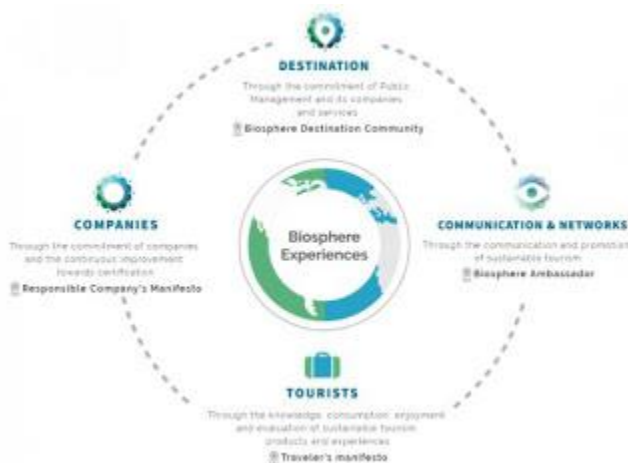 DESTINATION
Through the commitment of Public
Management and its companies
and services
Biosphere Destination Community
COMPANIES
Through the commitment of companies
and the continuous improvement
towards certification
Responsible Company's Manifesto
Biosphere
Experiences
COMMUNICATION & NETWORKS
Through the communication and promotion
of sustainable tourism
Biosphere Ambassador
TOURISTS
Through the knowledge, consumption, enjoyment
and evaluation of sustainable tourism
products and experiences
Traveler's manifesto